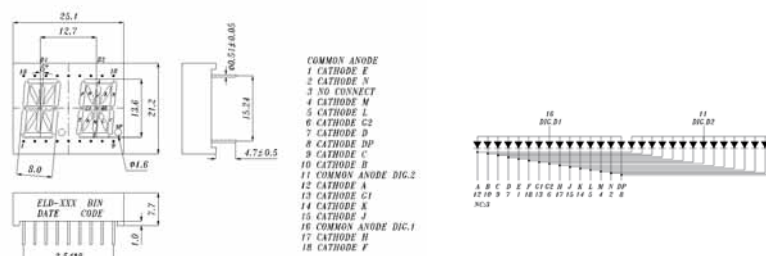 25.1
12.7
D1
D2
18
10
13.6
21.2
8.0
Φ1.6
Φ0.51±0.05
15.24
4.7±0.5
ELD-XXX BIN
DATE CODE
7.7
1.0
COMMON ANODE
1 CATHODE E
2 CATHODE N
3 NO CONNECT
4 CATHODE M
5 CATHODE L
6 CATHODE G2
7 CATHODE D
8 CATHODE DP
9 CATHODE C
10 CATHODE B
11 COMMON ANODE DIG.2
12 CATHODE A
13 CATHODE G1
14 CATHODE K
15 CATHODE J
16 COMMON ANODE DIG.1
17 CATHODE H
18 CATHODE F
16
DIG.D1
11
DIG.D2
A B C D E F G1 G2 H J K L M N DP
12 10 9 7 1 18 13 6 17 15 14 5 4 2 8
NC:3